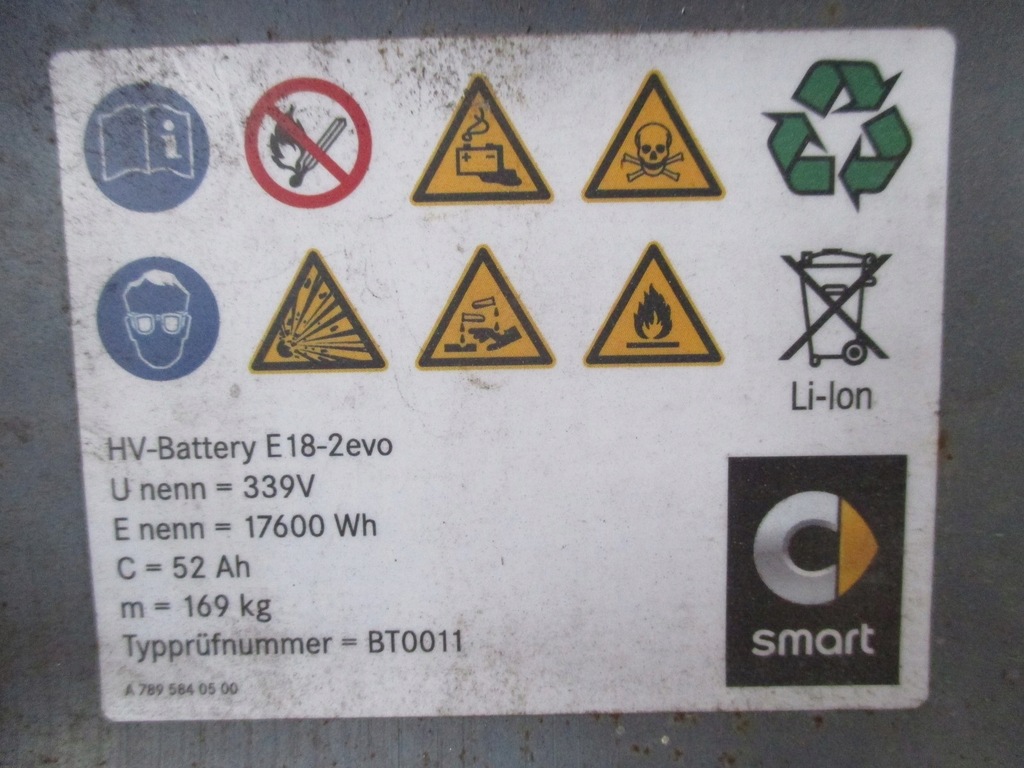 Li-Ion
HV-Battery E18-2evo
U nenn = 339V
E nenn = 17600 Wh
C = 52 Ah
m = 169 kg
Typprüfnummer = BT0011
A 789 584 05 00
smart